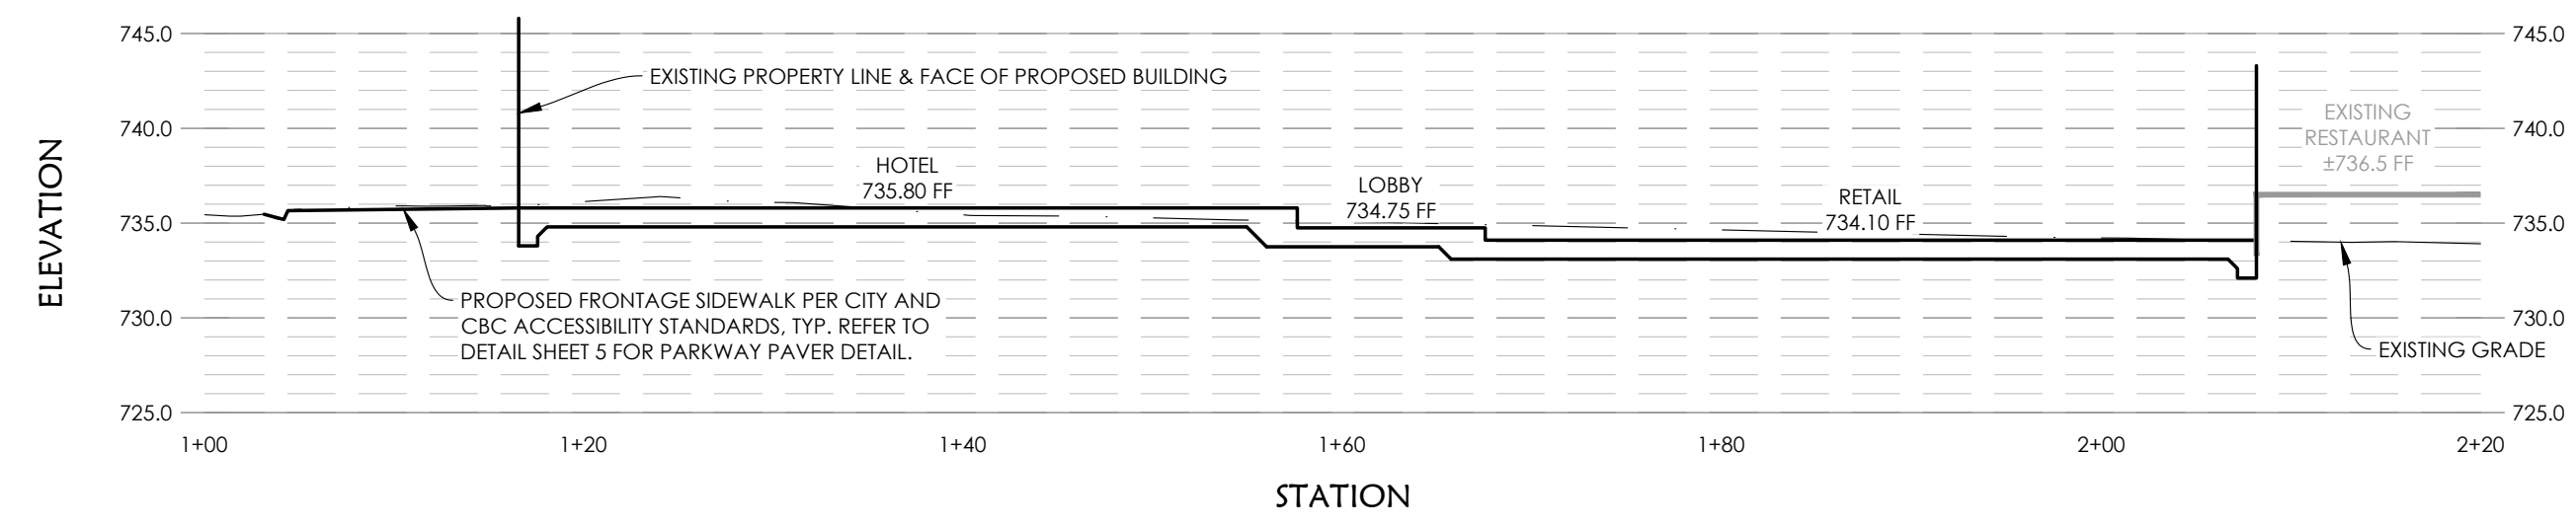 745.0
745.0
EXISTING PROPERTY LINE & FACE OF PROPOSED BUILDING
740.0
740.0
EXISTING
RESTAURANT
±736.5 FF
HOTEL
735.80 FF
LOBBY
734.75 FF
RETAIL
734.10 FF
735.0
735.0
ELEVATION
PROPOSED FRONTAGE SIDEWALK PER CITY AND
CBC ACCESSIBILITY STANDARDS, TYP. REFER TO
DETAIL SHEET 5 FOR PARKWAY PAVER DETAIL.
730.0
730.0
EXISTING GRADE
725.0
725.0
1+00
1+20
1+40
1+60
1+80
2+00
2+20
STATION